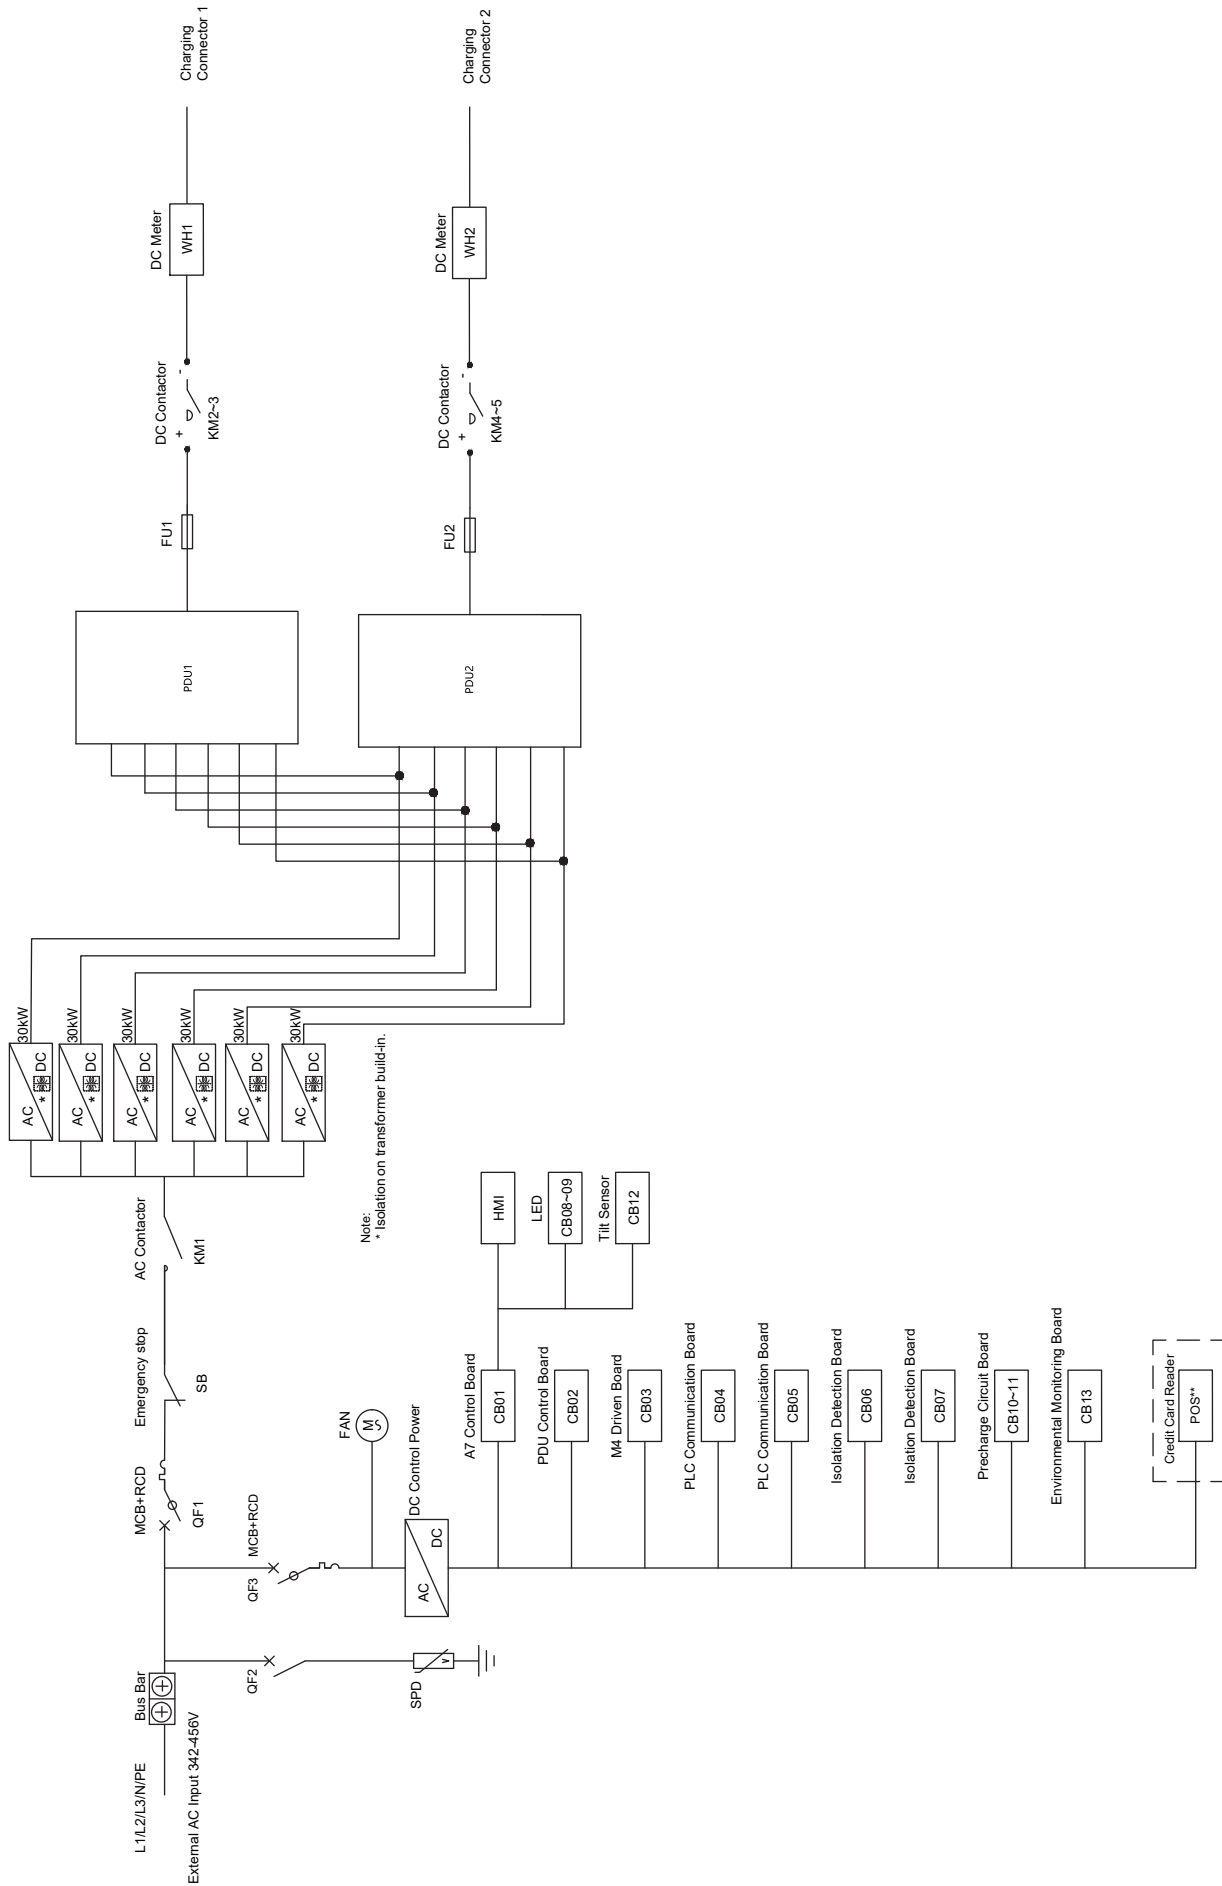 L1/L2/L3/N/PE
External AC Input 342-456V
Bus Bar
QF2
SPD
V
MCB+RCD
QF1
QF3
MCB+RCD
Emergency stop
SB
AC Contactor
KM1
FAN
M
AC
DC
DC Control Power
Note:
* Isolation on transformer build-in.
AC
*
DC
30kW
AC
*
DC
30kW
AC
*
DC
30kW
AC
*
DC
30kW
AC
*
DC
30kW
AC
*
DC
30kW
PDU1
PDU2
FU1
FU2
DC Contactor
+
-
KM2~3
DC Contactor
+
-
KM4~5
DC Meter
WH1
DC Meter
WH2
Charging
Connector 1
Charging
Connector 2
A7 Control Board
CB01
HMI
LED
CB08~09
Tilt Sensor
CB12
PDU Control Board
CB02
M4 Driven Board
CB03
PLC Communication Board
CB04
PLC Communication Board
CB05
Isolation Detection Board
CB06
Isolation Detection Board
CB07
Precharge Circuit Board
CB10~11
Environmental Monitoring Board
CB13
Credit Card Reader
POS**